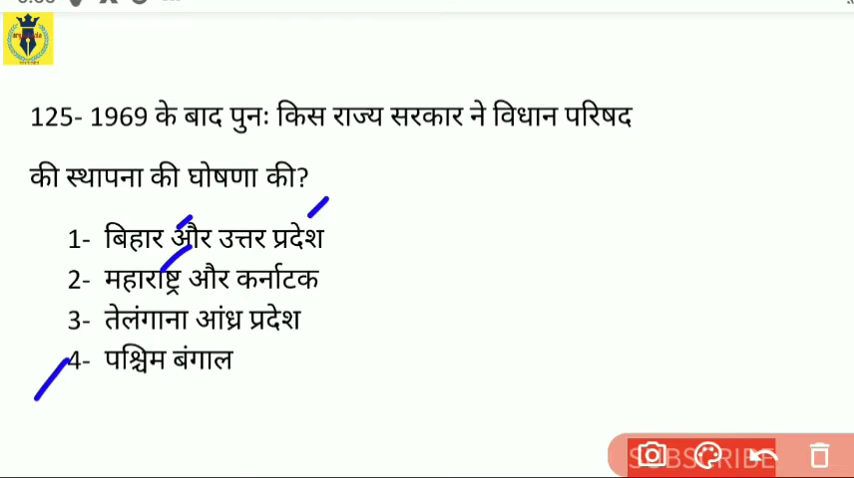 125- 1969 के बाद पुनः किस राज्य सरकार ने विधान परिषद
की स्थापना की घोषणा की?
1- बिहार और उत्तर प्रदेश
2- महाराष्ट्र और कर्नाटक
3- तेलंगाना आंध्र प्रदेश
4- पश्चिम बंगाल
SUBSCRIBE